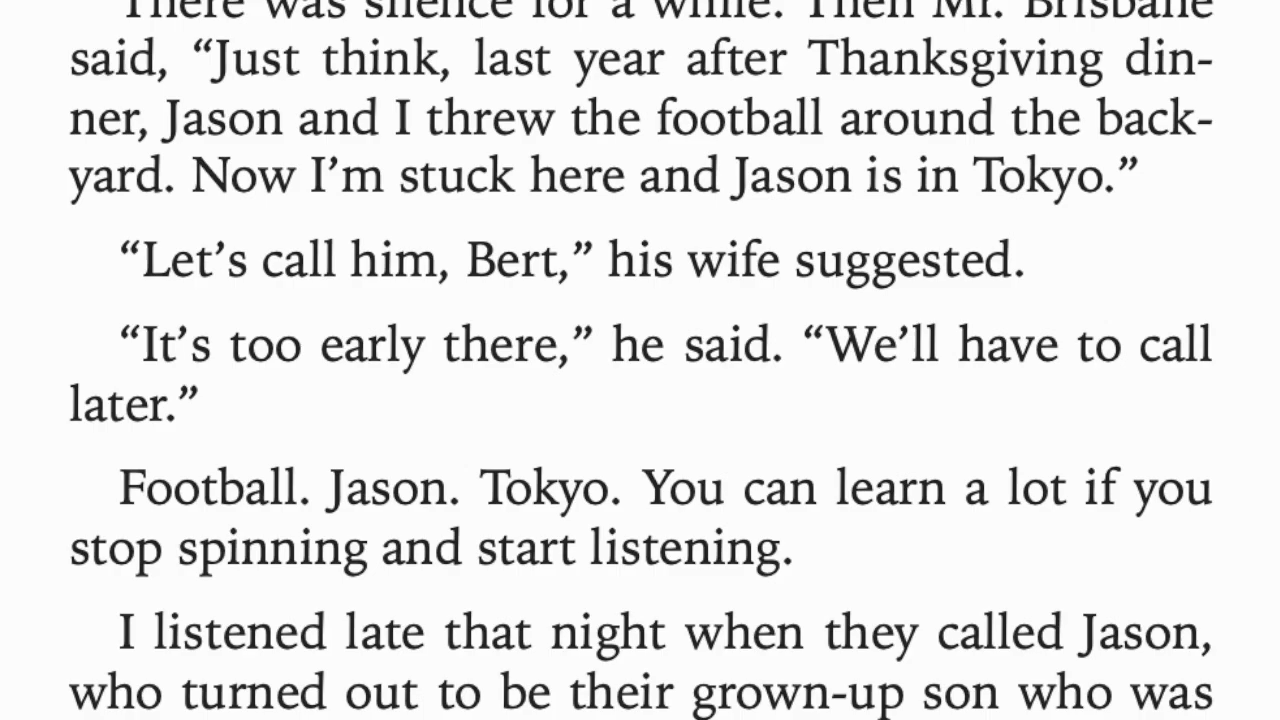 There was silence for a while. Then Mr. Brisbane
said, “Just think, last year after Thanksgiving din-
ner, Jason and I threw the football around the back-
yard. Now I’m stuck here and Jason is in Tokyo.”
“Let’s call him, Bert,” his wife suggested.
“It’s too early there,” he said. “We’ll have to call
later.”
Football. Jason. Tokyo. You can learn a lot if you
stop spinning and start listening.
I listened late that night when they called Jason,
who turned out to be their grown-up son who was